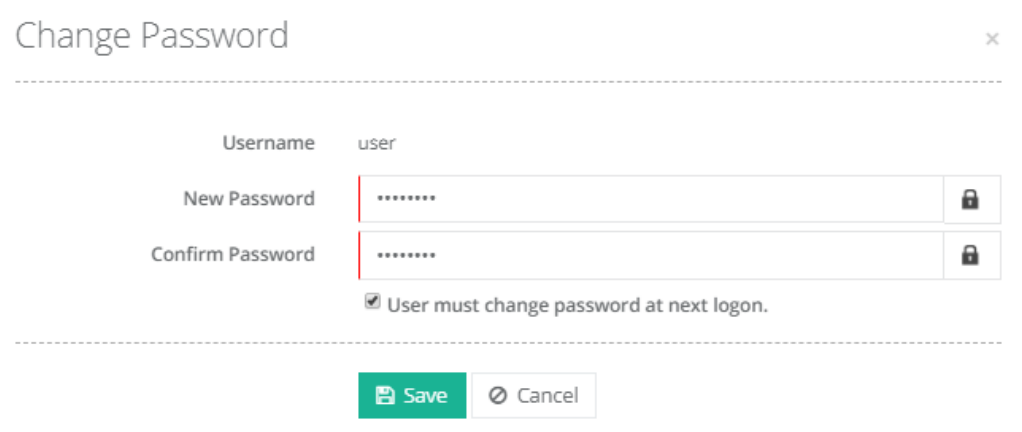 Change Password ×
Username user
New Password ••••••••
Confirm Password ••••••••
User must change password at next logon.
Save Cancel